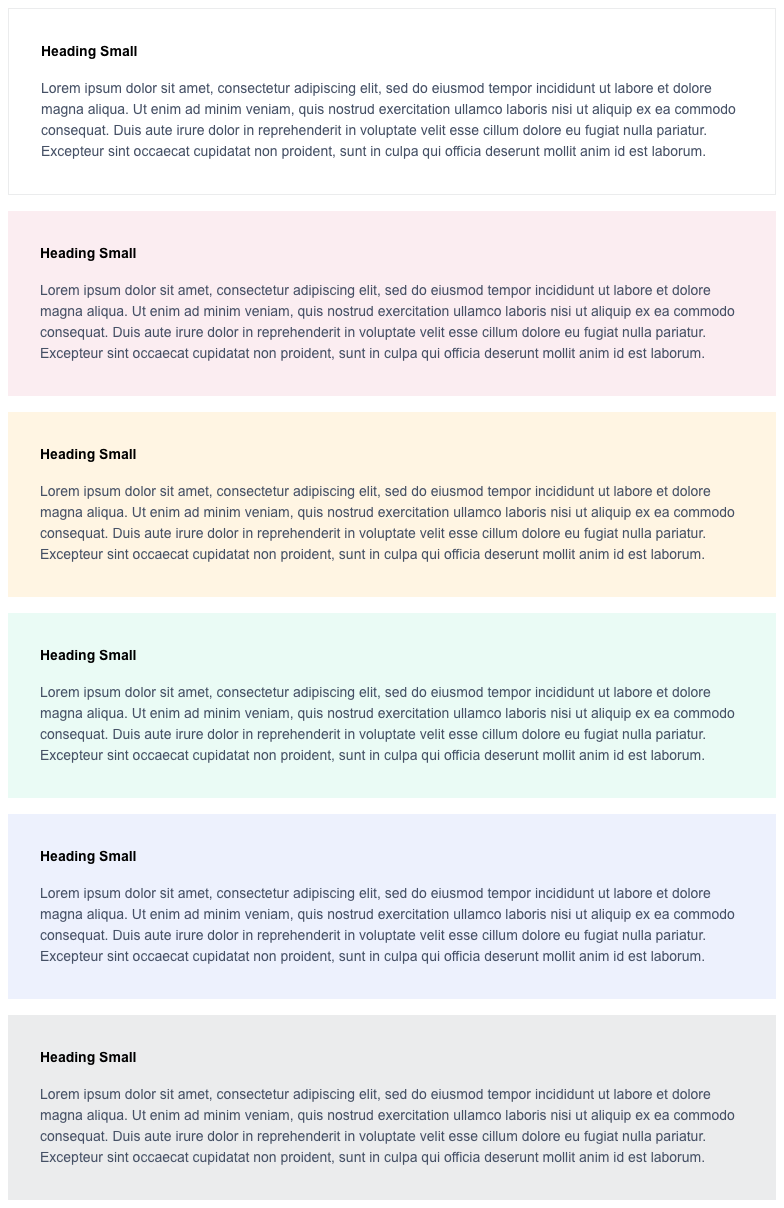 Heading Small
Lorem ipsum dolor sit amet, consectetur adipiscing elit, sed do eiusmod tempor incididunt ut labore et dolore
magna aliqua. Ut enim ad minim veniam, quis nostrud exercitation ullamco laboris nisi ut aliquip ex ea commodo
consequat. Duis aute irure dolor in reprehenderit in voluptate velit esse cillum dolore eu fugiat nulla pariatur.
Excepteur sint occaecat cupidatat non proident, sunt in culpa qui officia deserunt mollit anim id est laborum.
Heading Small
Lorem ipsum dolor sit amet, consectetur adipiscing elit, sed do eiusmod tempor incididunt ut labore et dolore
magna aliqua. Ut enim ad minim veniam, quis nostrud exercitation ullamco laboris nisi ut aliquip ex ea commodo
consequat. Duis aute irure dolor in reprehenderit in voluptate velit esse cillum dolore eu fugiat nulla pariatur.
Excepteur sint occaecat cupidatat non proident, sunt in culpa qui officia deserunt mollit anim id est laborum.
Heading Small
Lorem ipsum dolor sit amet, consectetur adipiscing elit, sed do eiusmod tempor incididunt ut labore et dolore
magna aliqua. Ut enim ad minim veniam, quis nostrud exercitation ullamco laboris nisi ut aliquip ex ea commodo
consequat. Duis aute irure dolor in reprehenderit in voluptate velit esse cillum dolore eu fugiat nulla pariatur.
Excepteur sint occaecat cupidatat non proident, sunt in culpa qui officia deserunt mollit anim id est laborum.
Heading Small
Lorem ipsum dolor sit amet, consectetur adipiscing elit, sed do eiusmod tempor incididunt ut labore et dolore
magna aliqua. Ut enim ad minim veniam, quis nostrud exercitation ullamco laboris nisi ut aliquip ex ea commodo
consequat. Duis aute irure dolor in reprehenderit in voluptate velit esse cillum dolore eu fugiat nulla pariatur.
Excepteur sint occaecat cupidatat non proident, sunt in culpa qui officia deserunt mollit anim id est laborum.
Heading Small
Lorem ipsum dolor sit amet, consectetur adipiscing elit, sed do eiusmod tempor incididunt ut labore et dolore
magna aliqua. Ut enim ad minim veniam, quis nostrud exercitation ullamco laboris nisi ut aliquip ex ea commodo
consequat. Duis aute irure dolor in reprehenderit in voluptate velit esse cillum dolore eu fugiat nulla pariatur.
Excepteur sint occaecat cupidatat non proident, sunt in culpa qui officia deserunt mollit anim id est laborum.
Heading Small
Lorem ipsum dolor sit amet, consectetur adipiscing elit, sed do eiusmod tempor incididunt ut labore et dolore
magna aliqua. Ut enim ad minim veniam, quis nostrud exercitation ullamco laboris nisi ut aliquip ex ea commodo
consequat. Duis aute irure dolor in reprehenderit in voluptate velit esse cillum dolore eu fugiat nulla pariatur.
Excepteur sint occaecat cupidatat non proident, sunt in culpa qui officia deserunt mollit anim id est laborum.